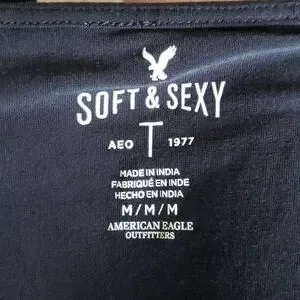 SOFT & SEXY
AEO T 1977
MADE IN INDIA
FABRIQUÉ EN INDE
HECHO EN INDIA
M/M/M
AMERICAN EAGLE
OUTFITTERS